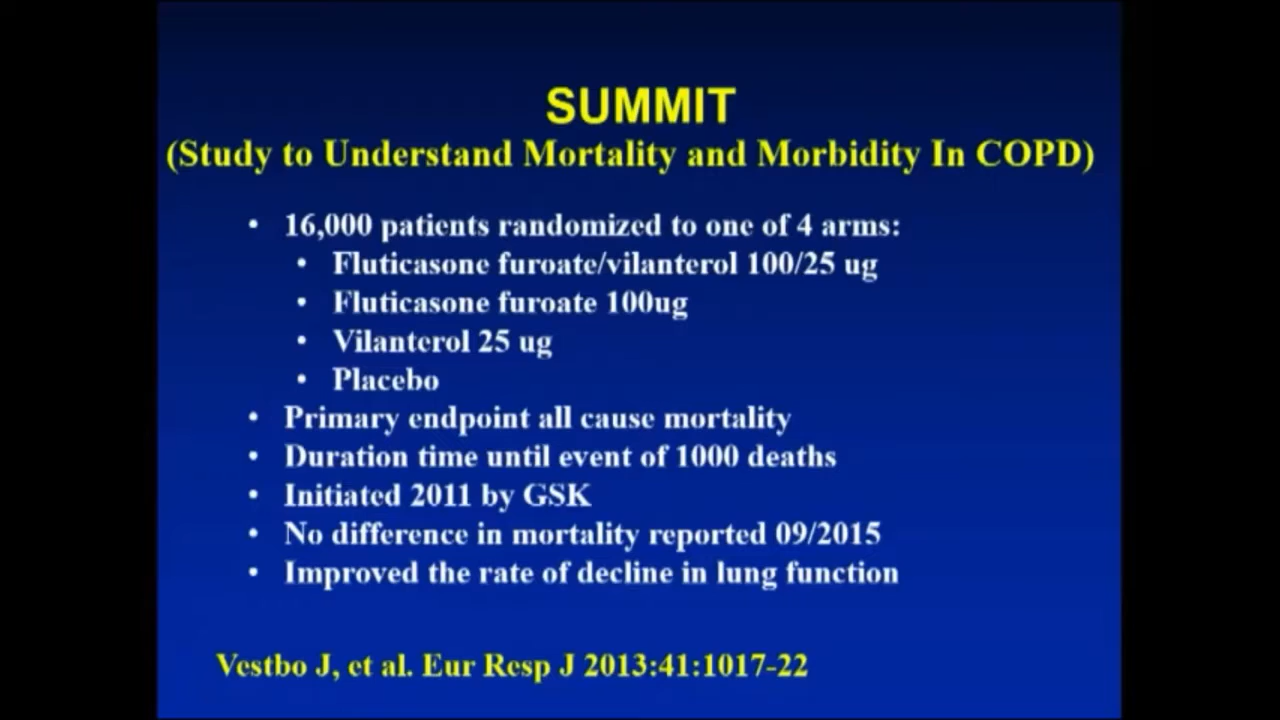 SUMMIT
(Study to Understand Mortality and Morbidity In COPD)
• 16,000 patients randomized to one of 4 arms:
• Fluticasone furoate/vilanterol 100/25 ug
• Fluticasone furoate 100ug
• Vilanterol 25 ug
• Placebo
• Primary endpoint all cause mortality
• Duration time until event of 1000 deaths
• Initiated 2011 by GSK
• No difference in mortality reported 09/2015
• Improved the rate of decline in lung function
Vestbo J, et al. Eur Resp J 2013:41:1017-22